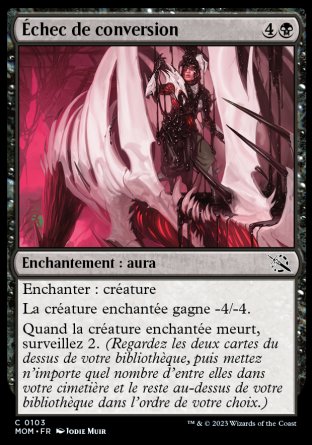 Échec de conversion 4
Enchantement : aura
Enchanter : créature
La créature enchantée gagne -4/-4.
Quand la créature enchantée meurt,
surveillez 2. (Regardez les deux cartes du
dessus de votre bibliothèque, puis mettez
n'importe quel nombre d'entre elles dans
votre cimetière et le reste au-dessus de votre
bibliothèque dans l'ordre de votre choix.)
C 0103
MOM • FR Jodie Muir
™ & © 2023 Wizards of the Coast